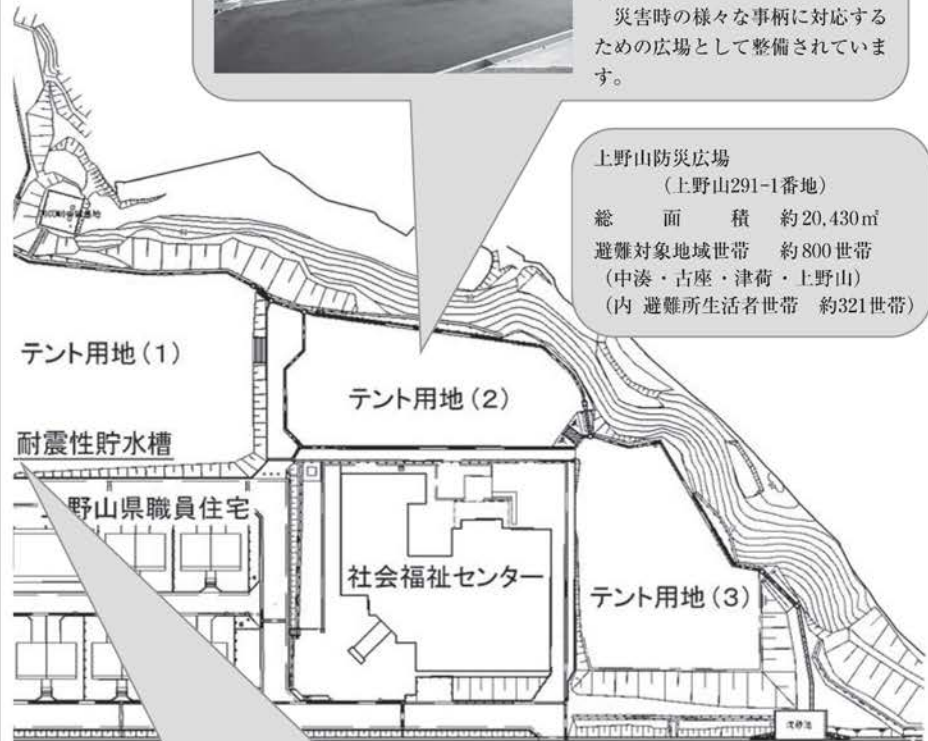 災害時の様々な事柄に対応する
ための広場として整備されていま
す。
上野山防災広場
(上野山291-1番地)
総面積 約20,430㎡
避難対象地域世帯 約800世帯
(中湊・古座・津荷・上野山)
(内 避難所生活者世帯 約321世帯)
テント用地(1)
テント用地(2)
耐震性貯水槽
野山県職員住宅
社会福祉センター
テント用地(3)